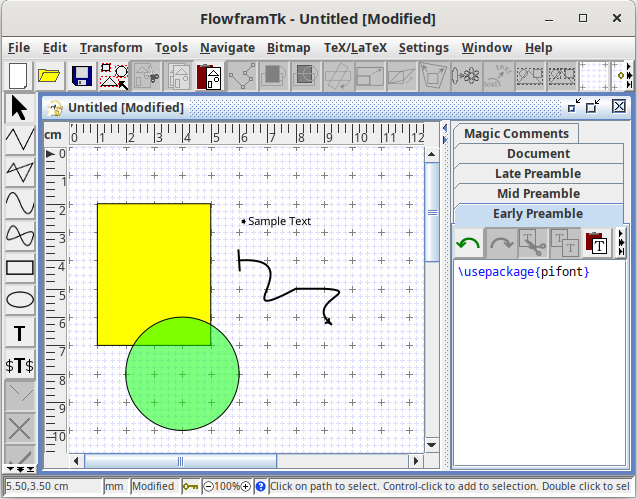 FlowframTk - Untitled [Modified]
File Edit Transform Tools Navigate Bitmap TeX/LaTeX Settings Window Help
Untitled [Modified]
cm 0 1 2 3 4 5 6 7 8 9 10 11 12
0
1
2
3
4
5
6
7
8
9
10
Sample Text
T
$T$
Magic Comments
Document
Late Preamble
Mid Preamble
Early Preamble
\usepackage{pifont}
5.50,3.50 cm mm Modified 100% Click on path to select. Control-click to add to selection. Double click to sel